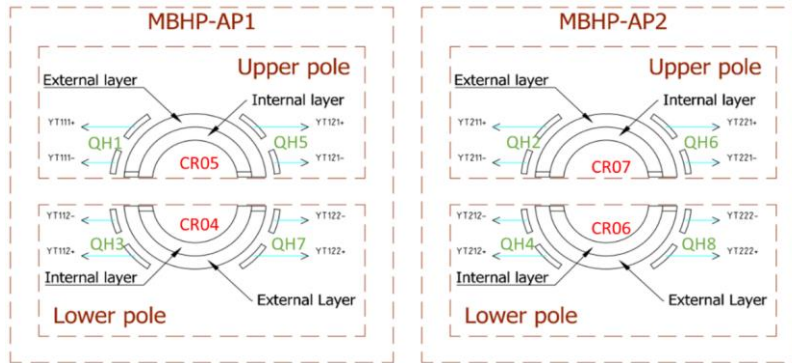 MBHP-AP1
Upper pole
External layer
Internal layer
YT111+
QH1
YT111-
YT121+
QH5
YT121-
CR05
YT112-
QH3
YT112+
CR04
YT122-
QH7
YT122+
Internal layer
External Layer
Lower pole
MBHP-AP2
Upper pole
External layer
Internal layer
YT211+
QH2
YT211-
YT221+
QH6
YT221-
CR07
YT212-
QH4
YT212+
CR06
YT222-
QH8
YT222+
Internal layer
External Layer
Lower pole